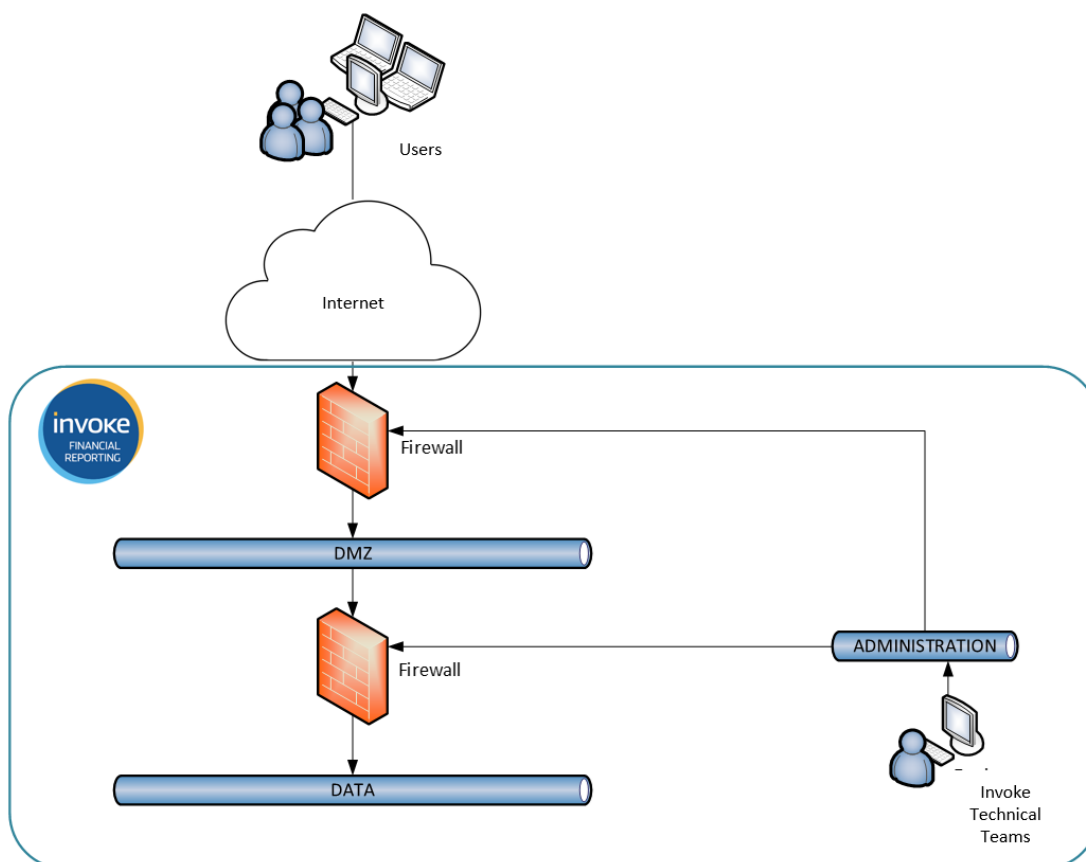 Users
Internet
invoke
FINANCIAL
REPORTING
Firewall
DMZ
ADMINISTRATION
Firewall
DATA
Invoke
Technical
Teams